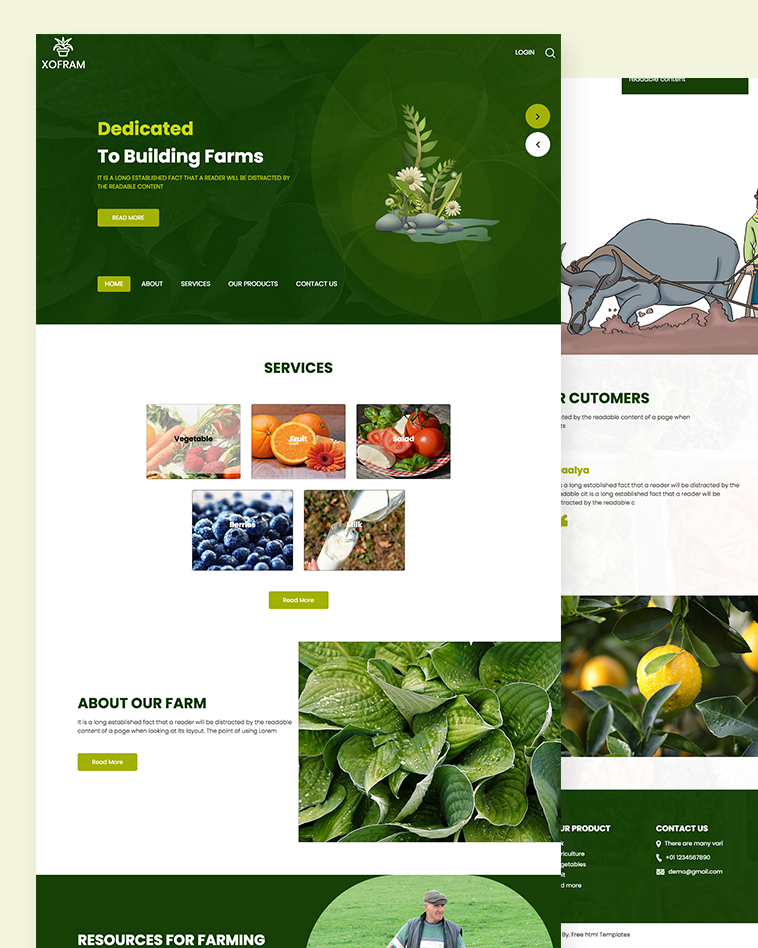 XOFRAM
LOGIN
Dedicated
To Building Farms
IT IS A LONG ESTABLISHED FACT THAT A READER WILL BE DISTRACTED BY
THE READABLE CONTENT
READ MORE
HOME ABOUT SERVICES OUR PRODUCTS CONTACT US
SERVICES
Vegetable Fruit Salad
Berries Milk
Read More
ABOUT OUR FARM
It is a long established fact that a reader will be distracted by the readable
content of a page when looking at its layout. The point of using Lorem
Read More
RESOURCES FOR FARMING
readable content
R CUTOMERS
cted by the readable content of a page when
ts
aalya
s a long established fact that a reader will be distracted by the
adable cit is a long established fact that a reader will be
tracted by the readable c
UR PRODUCT
k
riculture
getables
d more
CONTACT US
There are many vari
+01 1234567890
demo@gmail.com
By. Free html Templates